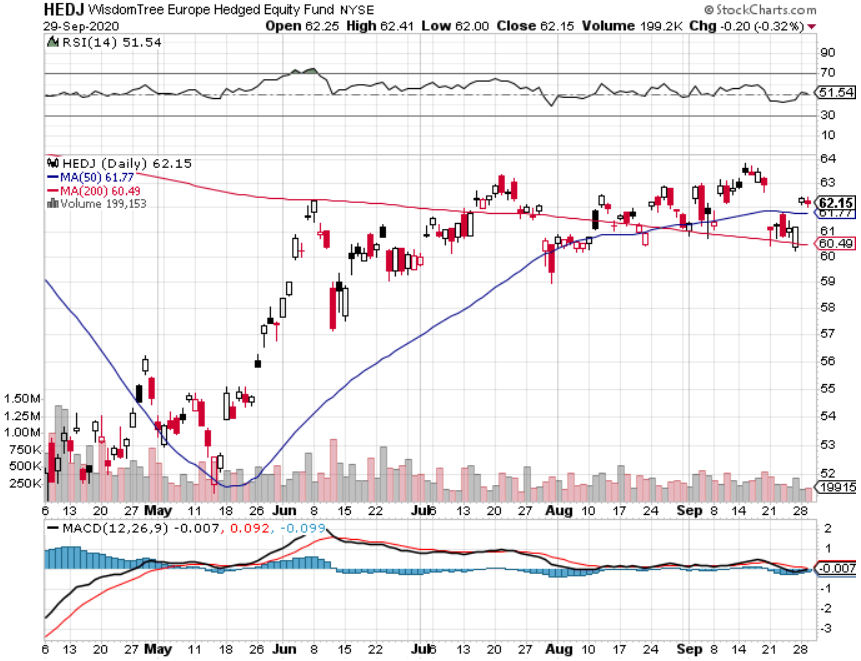 HEDJ WisdomTree Europe Hedged Equity Fund NYSE © StockCharts.com
29-Sep-2020 Open 62.25 High 62.41 Low 62.00 Close 62.15 Volume 199.2K Chg -0.20 (-0.32%)
RSI(14) 51.54
90
70
51.54
30
10
HEDJ (Daily) 62.15
MA(50) 61.77
MA(200) 60.49
Volume 199,153
64
63
62.15
61.77
61
60.49
60
59
58
57
56
55
54
53
52
1.50M
1.25M
1.00M
750K
500K
250K
19915
6 13 20 27 May 11 18 26 Jun 8 15 22 Jul 6 13 20 27 Aug 10 17 24 Sep 8 14 21 28
MACD(12,26,9) -0.007, 0.092, -0.099
2
1
-0.007
-1
-2
-3
6 13 20 27 May 11 18 26 Jun 8 15 22 Jul 6 13 20 27 Aug 10 17 24 Sep 8 14 21 28